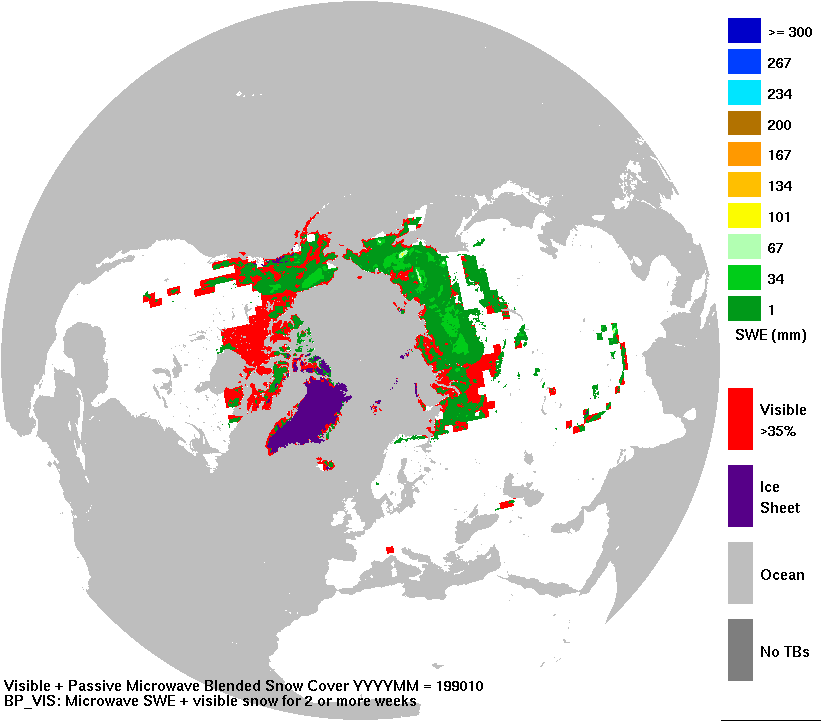 >= 300
267
234
200
167
134
101
67
34
1
SWE (mm)
Visible
>35%
Ice
Sheet
Ocean
No TBs
Visible + Passive Microwave Blended Snow Cover YYYYMM = 199010
BP_VIS: Microwave SWE + visible snow for 2 or more weeks